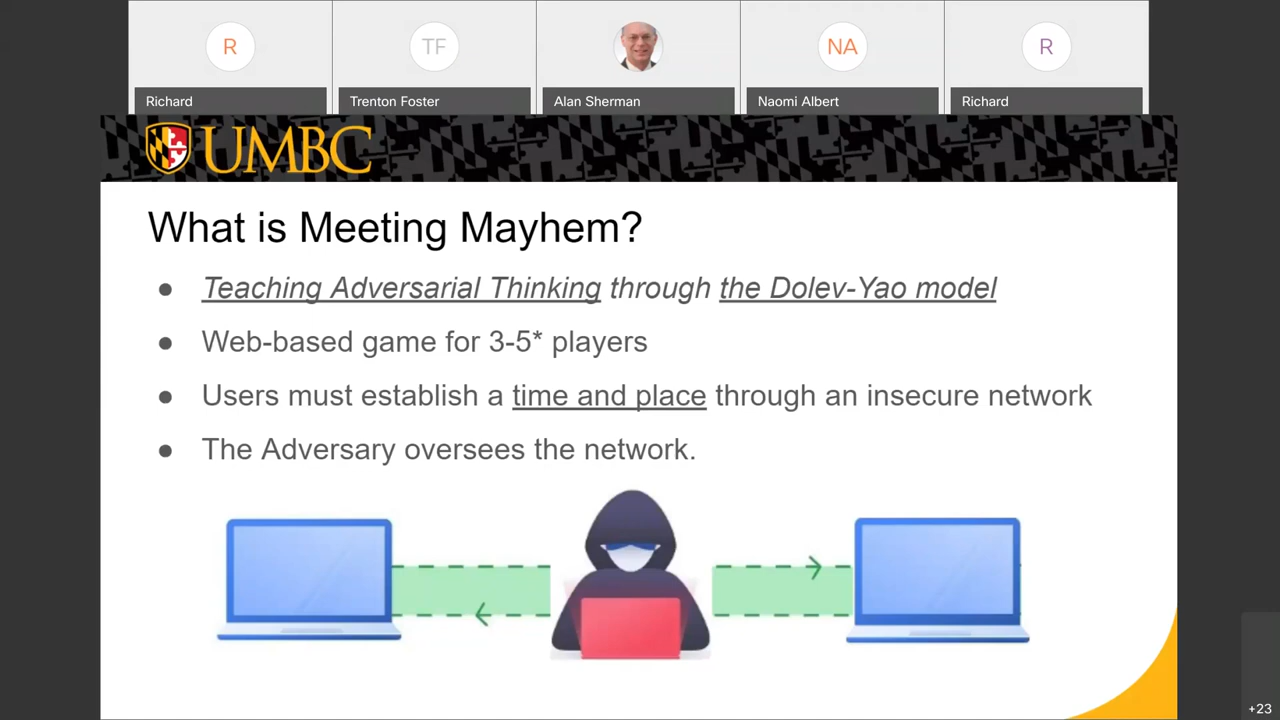 R
TF
NA
R
Richard
Trenton Foster
Alan Sherman
Naomi Albert
Richard
UMBC
What is Meeting Mayhem?
● Teaching Adversarial Thinking through the Dolev-Yao model
● Web-based game for 3-5* players
● Users must establish a time and place through an insecure network
● The Adversary oversees the network.
+23